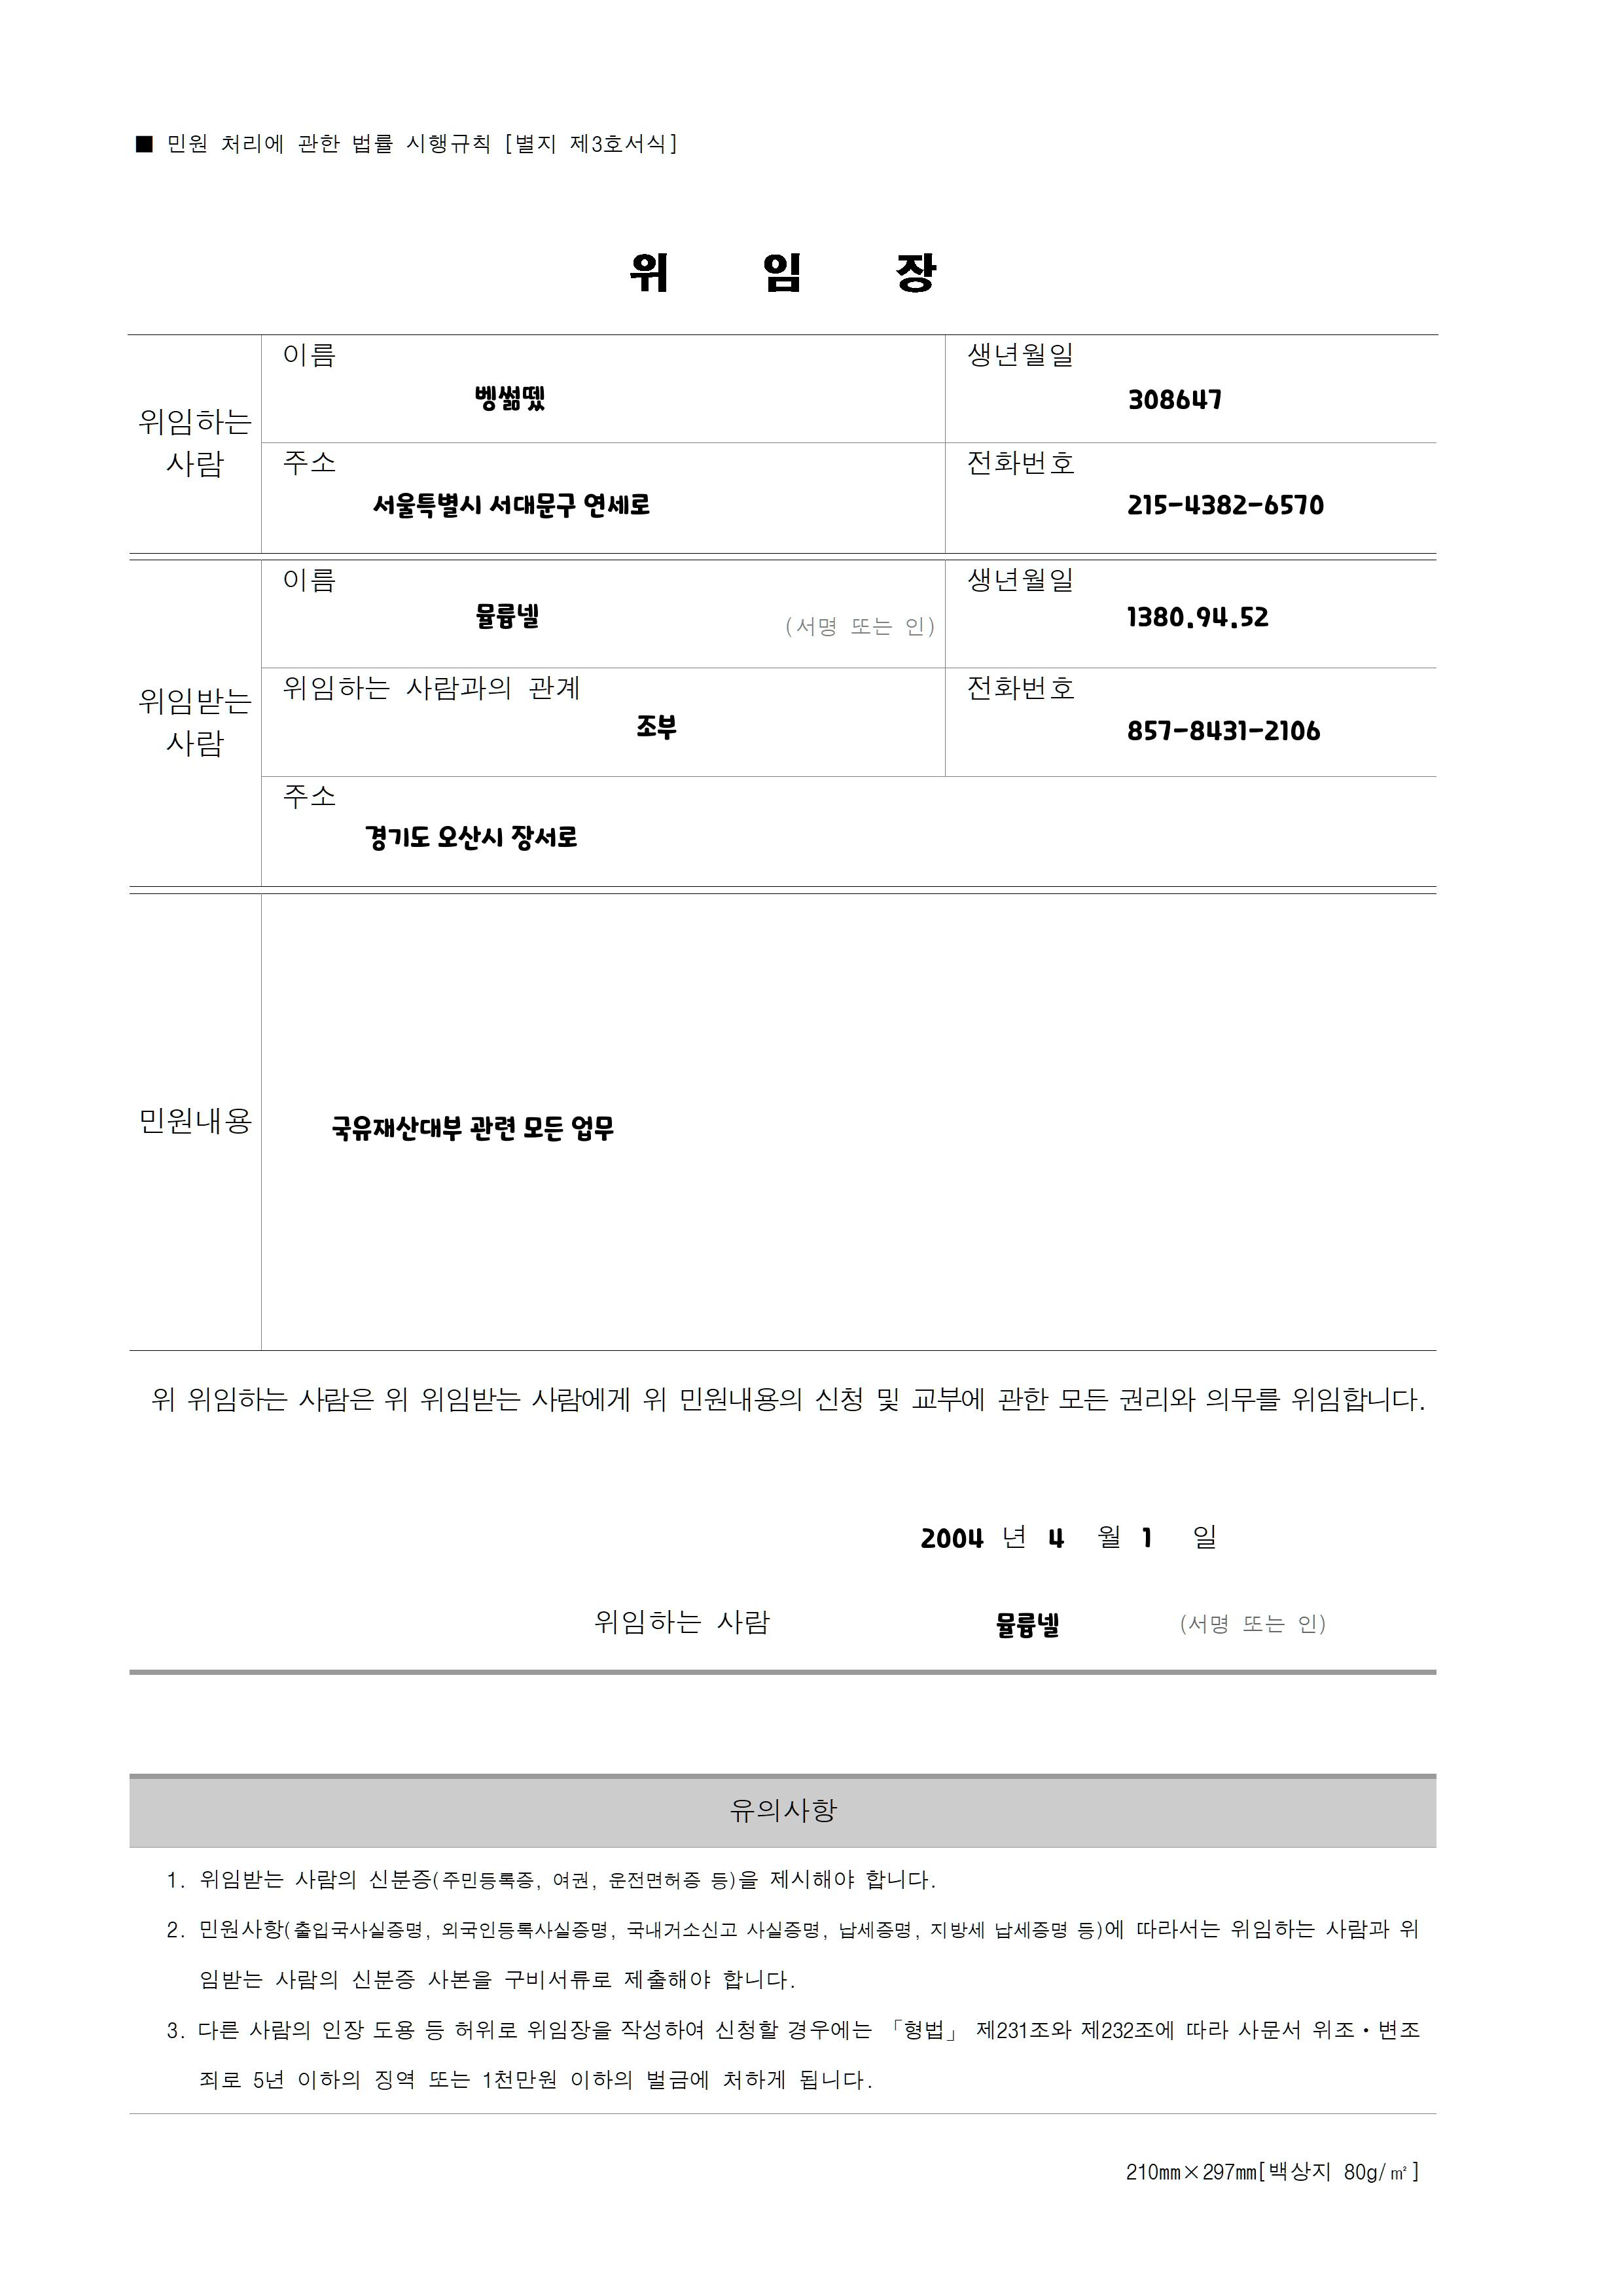 ■ 민원 처리에 관한 법률 시행규칙 [별지 제3호서식]
위 임 장
위임하는 사람
이름
벵썲뗐
생년월일
308647
주소
서울특별시 서대문구 연세로
전화번호
215-4382-6570
위임받는 사람
이름
뮬륨넬
(서명 또는 인)
생년월일
1380.94.52
위임하는 사람과의 관계
조부
전화번호
857-8431-2106
주소
경기도 오산시 장서로
민원내용
국유재산대부 관련 모든 업무
위 위임하는 사람은 위 위임받는 사람에게 위 민원내용의 신청 및 교부에 관한 모든 권리와 의무를 위임합니다.
2004 년 4 월 1 일
위임하는 사람 뮬륨넬 (서명 또는 인)
유의사항
1. 위임받는 사람의 신분증(주민등록증, 여권, 운전면허증 등)을 제시해야 합니다.
2. 민원사항(출입국사실증명, 외국인등록사실증명, 국내거소신고 사실증명, 납세증명, 지방세 납세증명 등)에 따라서는 위임하는 사람과 위
임받는 사람의 신분증 사본을 구비서류로 제출해야 합니다.
3. 다른 사람의 인장 도용 등 허위로 위임장을 작성하여 신청할 경우에는 「형법」 제231조와 제232조에 따라 사문서 위조·변조
죄로 5년 이하의 징역 또는 1천만원 이하의 벌금에 처하게 됩니다.
210㎜×297㎜[백상지 80g/㎡]